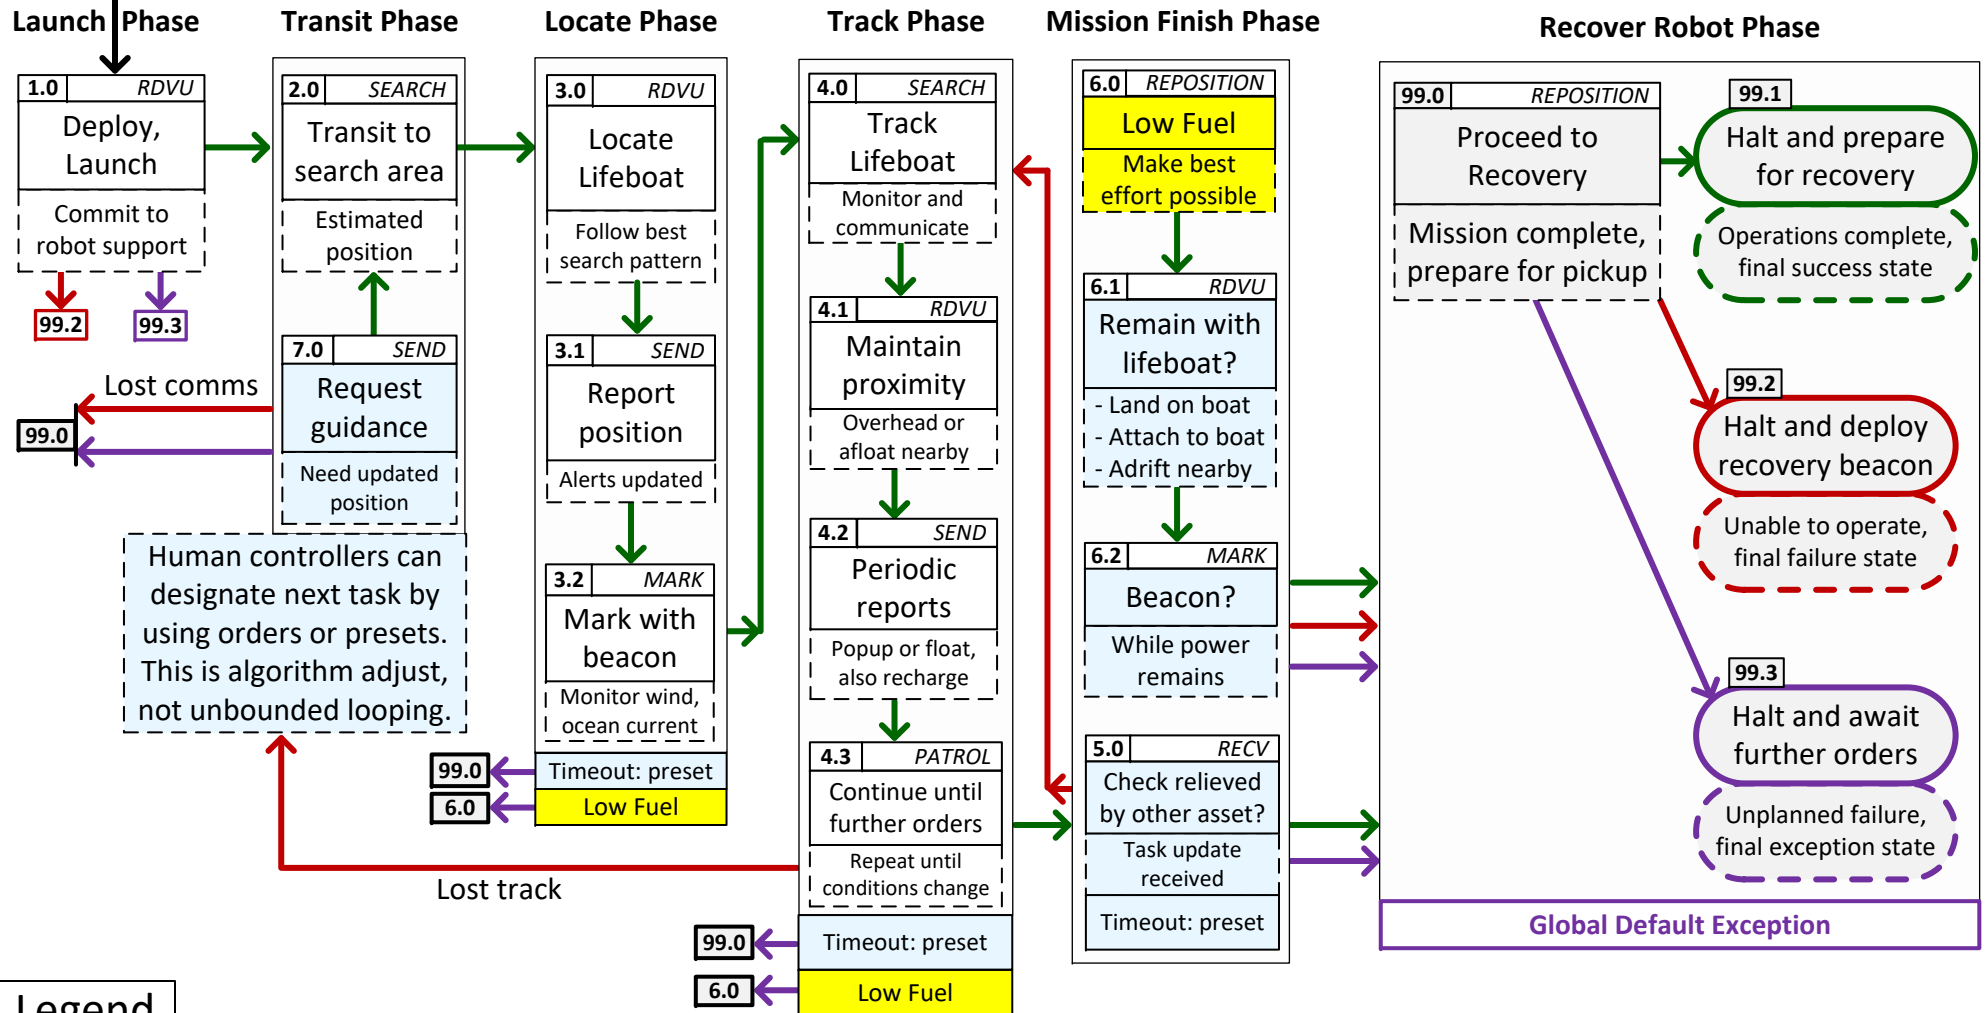 Launch Phase
1.0 RDVU
Deploy,
Launch
Commit to
robot support
99.2
99.3
Transit Phase
2.0 SEARCH
Transit to
search area
Estimated
position
7.0 SEND
Request
guidance
Need updated
position
Lost comms
99.0
Human controllers can
designate next task by
using orders or presets.
This is algorithm adjust,
not unbounded looping.
Locate Phase
3.0 RDVU
Locate
Lifeboat
Follow best
search pattern
3.1 SEND
Report
position
Alerts updated
3.2 MARK
Mark with
beacon
Monitor wind,
ocean current
99.0
Timeout: preset
6.0
Low Fuel
Lost track
Track Phase
4.0 SEARCH
Track
Lifeboat
Monitor and
communicate
4.1 RDVU
Maintain
proximity
Overhead or
afloat nearby
4.2 SEND
Periodic
reports
Popup or float,
also recharge
4.3 PATROL
Continue until
further orders
Repeat until
conditions change
99.0
Timeout: preset
6.0
Low Fuel
Mission Finish Phase
6.0 REPOSITION
Low Fuel
Make best
effort possible
6.1 RDVU
Remain with
lifeboat?
- Land on boat
- Attach to boat
- Adrift nearby
6.2 MARK
Beacon?
While power
remains
5.0 RECV
Check relieved
by other asset?
Task update
received
Timeout: preset
Recover Robot Phase
99.0 REPOSITION
Proceed to
Recovery
Mission complete,
prepare for pickup
99.1
Halt and prepare
for recovery
Operations complete,
final success state
99.2
Halt and deploy
recovery beacon
Unable to operate,
final failure state
99.3
Halt and await
further orders
Unplanned failure,
final exception state
Global Default Exception
Legend